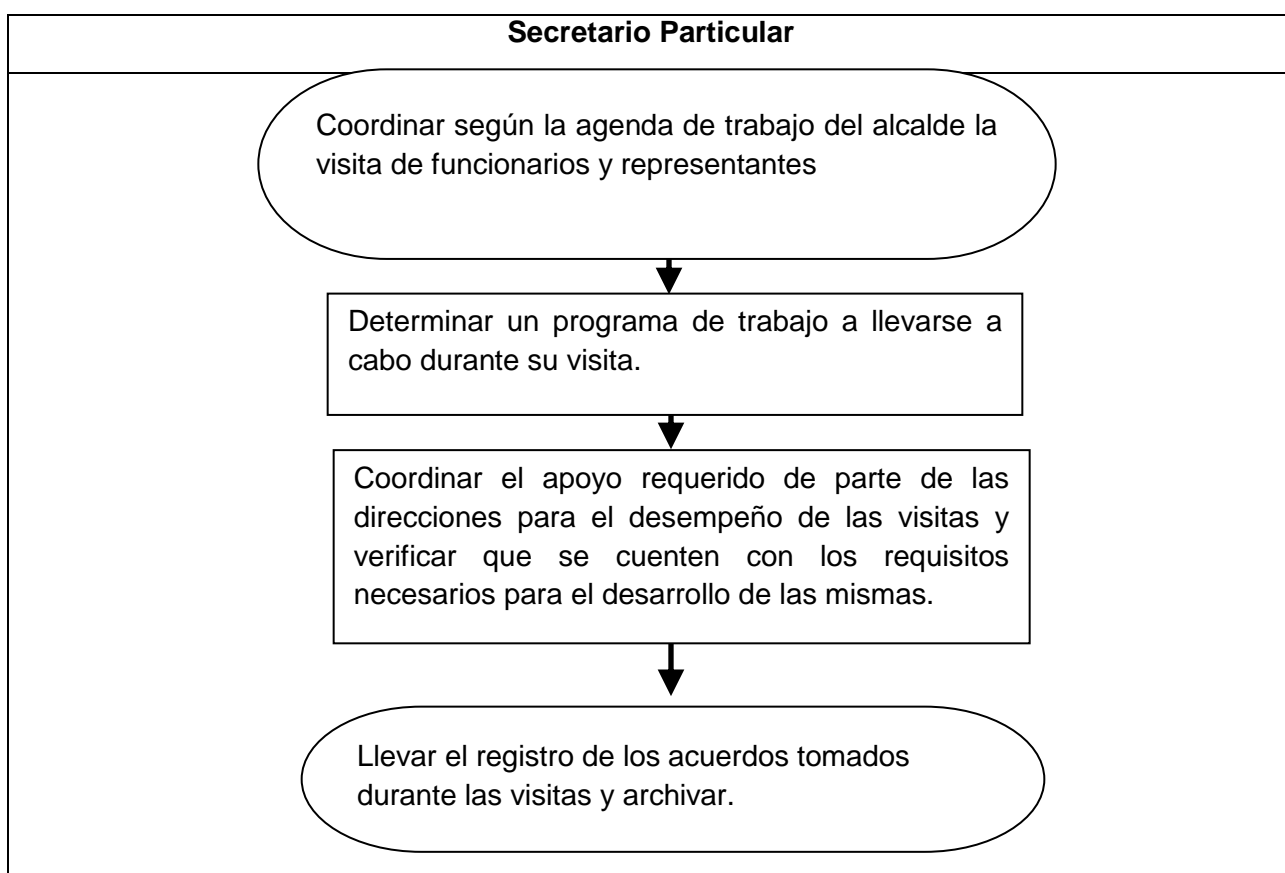 Secretario Particular
Coordinar según la agenda de trabajo del alcalde la
visita de funcionarios y representantes
Determinar un programa de trabajo a llevarse a
cabo durante su visita.
Coordinar el apoyo requerido de parte de las
direcciones para el desempeño de las visitas y
verificar que se cuenten con los requisitos
necesarios para el desarrollo de las mismas.
Llevar el registro de los acuerdos tomados
durante las visitas y archivar.